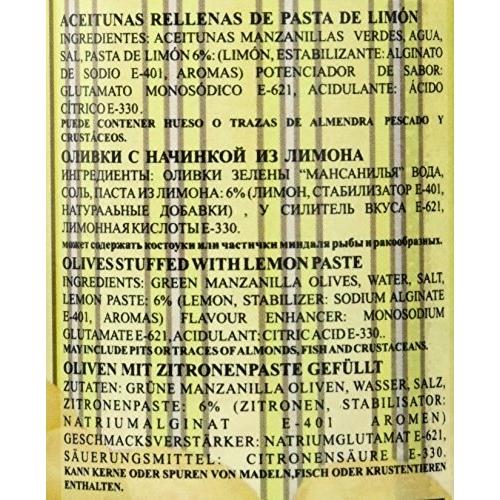 ACEITUNAS RELLENAS DE PASTA DE LIMÓN
INGREDIENTES: ACEITUNAS MANZANILLAS VERDES, AGUA,
SAL, PASTA DE LIMÓN 6%: (LIMÓN, ESTABILIZANTE: ALGINATO
DE SODIO E-401, AROMAS) POTENCIADOR DE SABOR:
GLUTAMATO MONOSÓDICO E-621, ACIDULANTE: ÁCIDO
CÍTRICO E-330.
PUEDE CONTENER HUESO O TRAZAS DE ALMENDRA PESCADO Y
CRUSTÁCEOS.
ОЛИВКИ С НАЧИНКОЙ ИЗ ЛИМОНА
ИНГРИДИЕНТЫ: ОЛИВКИ ЗЕЛЕНЫ "МАНСАНИЛЬЯ" ВОДА,
СОЛЬ, ПАСТА ИЗ ЛИМОНА: 6% (ЛИМОН, СТАБИЛИЗАТОР E-401,
НАТУРААЬНЫЕ ДОБАВКИ) , У СИЛИТЕЛЬ ВКУСА E-621,
ЛИМОННАЯ КИСЛОТЫ E-330.
может содержать костоуки или частички миндаля рыбы и ракообразных.
OLIVES STUFFED WITH LEMON PASTE
INGREDIENTS: GREEN MANZANILLA OLIVES, WATER, SALT,
LEMON PASTE: 6% (LEMON, STABILIZER: SODIUM ALGINATE
E-401, AROMAS) FLAVOUR ENHANCER: MONOSODIUM
GLUTAMATE E-621, ACIDULANT: CITRIC ACID E-330..
MAY INCLUDE PITS OR TRACES OF ALMONDS, FISH AND CRUSTACEANS.
OLIVEN MIT ZITRONENPASTE GEFÜLLT
ZUTATEN: GRÜNE MANZANILLA OLIVEN, WASSER, SALZ,
ZITRONENPASTE: 6% (ZITRONEN, STABILISATOR:
NATRIUMALGINAT E-401 AROMEN)
GESCHMACKSVERSTÄRKER: NATRIUMGLUTAMAT E-621,
SÄUERUNGSMITTEL: CITRONENSÄURE E-330.
KANN KERNE ODER SPUREN VON MADELN,FISCH ODER KRUSTENTIEREN
ENTHALTEN.